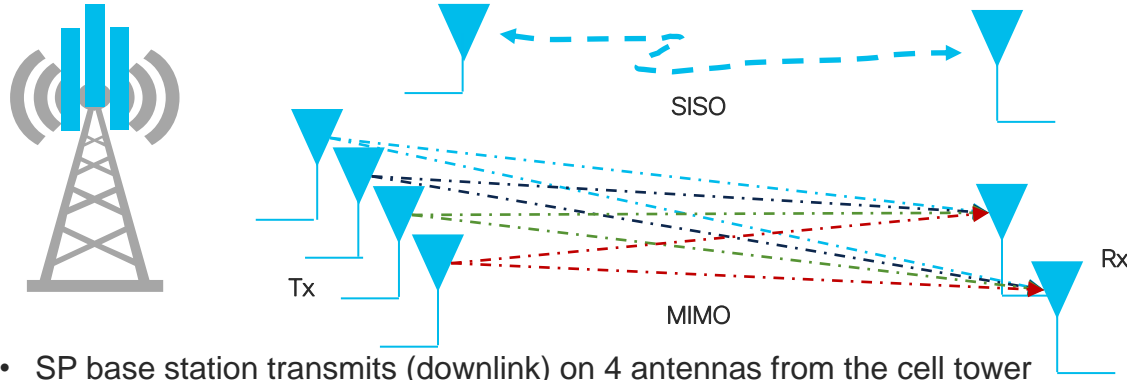 SISO
Rx
Tx
MIMO
• SP base station transmits (downlink) on 4 antennas from the cell tower